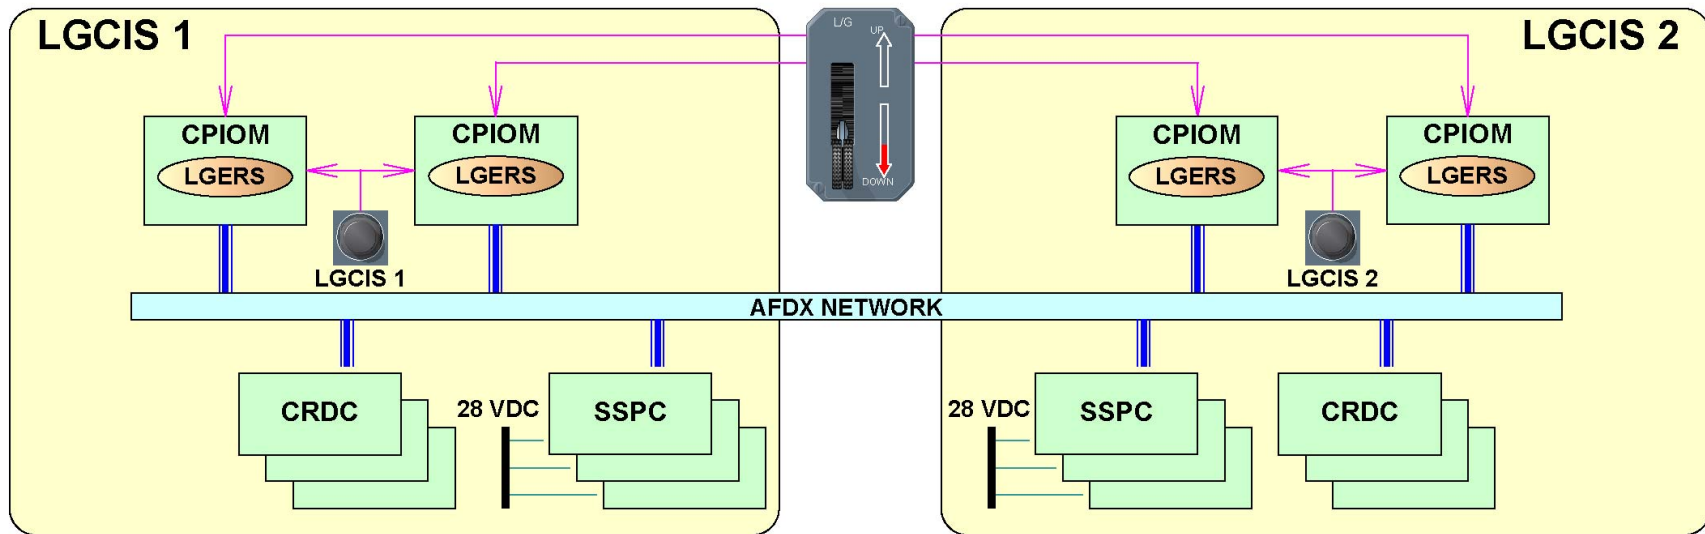 LGCIS 1
L/G
UP
DOWN
LGCIS 2
CPIOM
LGERS
CPIOM
LGERS
CPIOM
LGERS
CPIOM
LGERS
LGCIS 1
LGCIS 2
AFDX NETWORK
CRDC
28 VDC
SSPC
28 VDC
SSPC
CRDC